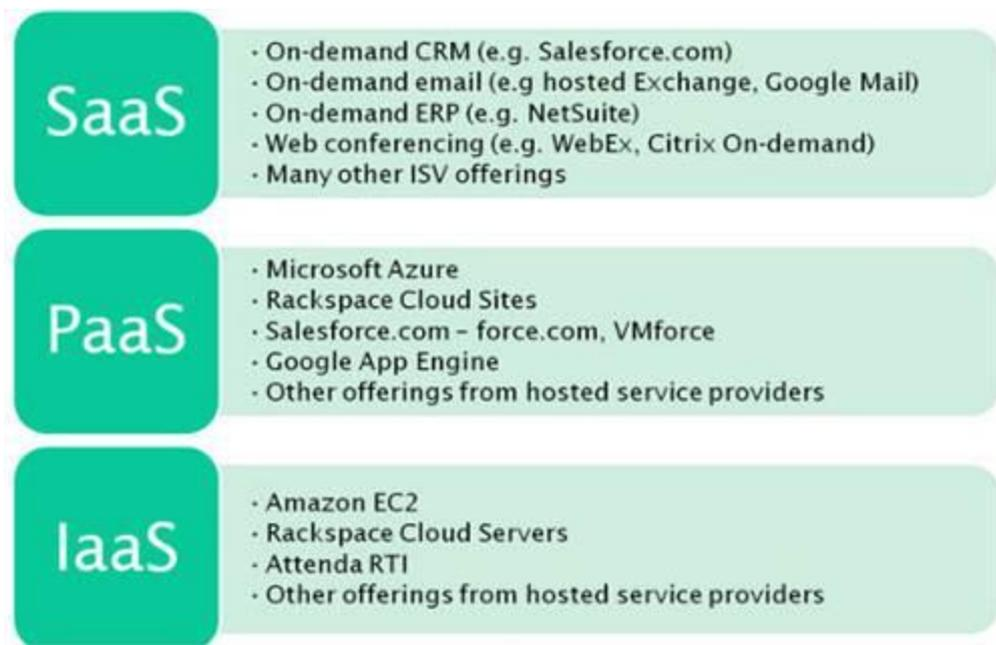 SaaS
· On-demand CRM (e.g. Salesforce.com)
· On-demand email (e.g hosted Exchange, Google Mail)
· On-demand ERP (e.g. NetSuite)
· Web conferencing (e.g. WebEx, Citrix On-demand)
· Many other ISV offerings
PaaS
· Microsoft Azure
· Rackspace Cloud Sites
· Salesforce.com – force.com, VMforce
· Google App Engine
· Other offerings from hosted service providers
IaaS
· Amazon EC2
· Rackspace Cloud Servers
· Attenda RTI
· Other offerings from hosted service providers